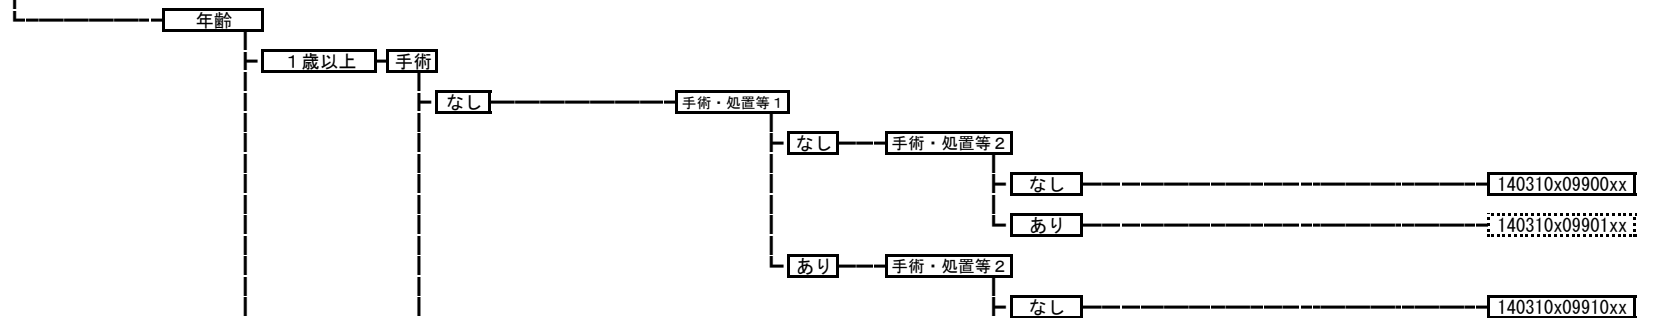 年齢
１歳以上 手術
なし 手術・処置等１
なし 手術・処置等２
なし 140310x09900xx
あり 140310x09901xx
あり 手術・処置等２
なし 140310x09910xx